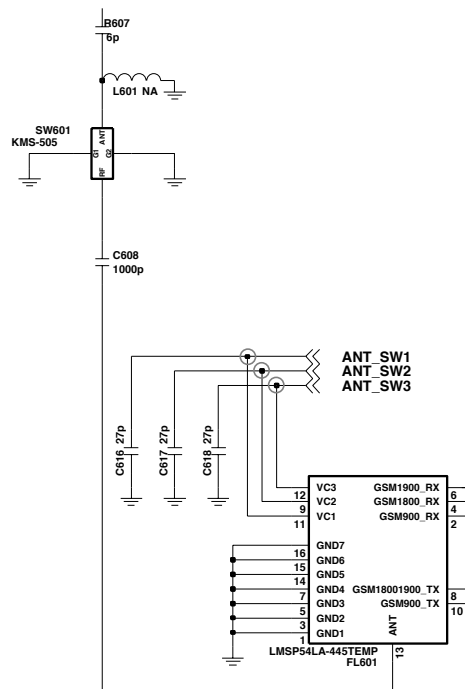 R607
6p
L601 NA
SW601
KMS-505
ANT
G1
G2
RF
C608
1000p
ANT_SW1
ANT_SW2
ANT_SW3
C616 27p
C617 27p
C618 27p
VC3
12
VC2
9
VC1
11
GND7
16
GND6
15
GND5
14
GND4
7
GND3
5
GND2
3
GND1
1
GSM1900_RX
6
GSM1800_RX
4
GSM900_RX
2
GSM18001900_TX
8
GSM900_TX
10
ANT
13
LMSP54LA-445TEMP
FL601